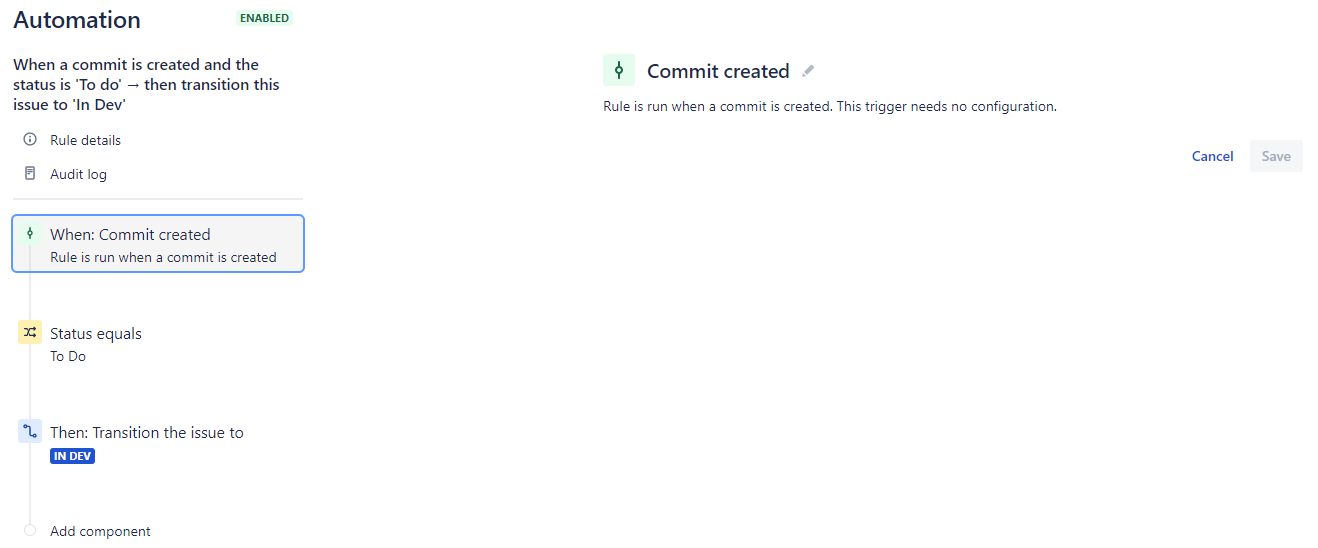 Automation
ENABLED
When a commit is created and the
status is 'To do' → then transition this
issue to 'In Dev'
Rule details
Audit log
When: Commit created
Rule is run when a commit is created
Status equals
To Do
Then: Transition the issue to
IN DEV
Add component
Commit created
Rule is run when a commit is created. This trigger needs no configuration.
Cancel
Save